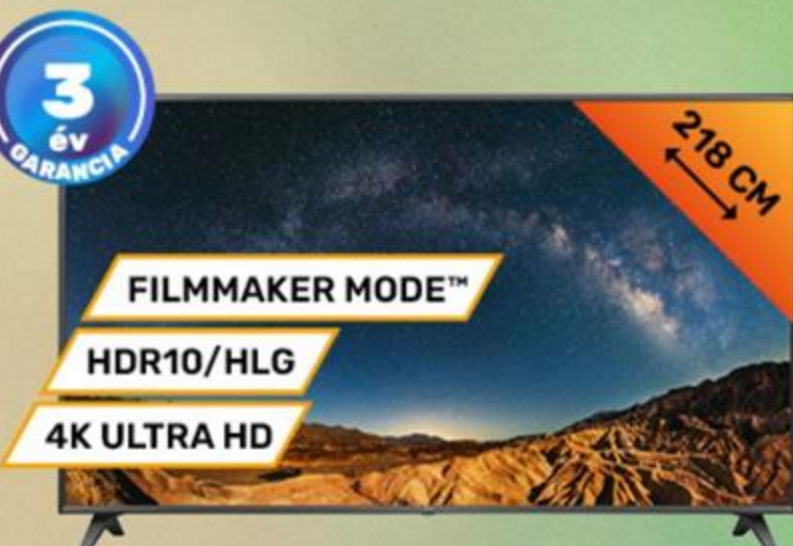 3
év
GARANCIA
218 CM
FILMMAKER MODE™
HDR10/HLG
4K ULTRA HD